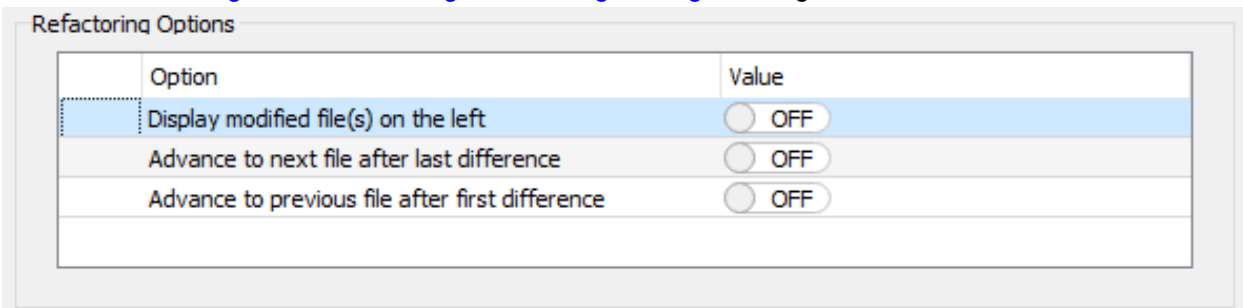 Refactoring Options
Option Value
Display modified file(s) on the left OFF
Advance to next file after last difference OFF
Advance to previous file after first difference OFF